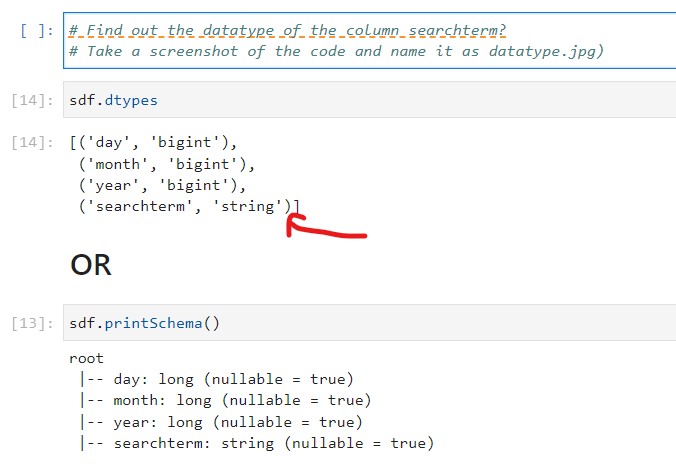 [ ]: # Find out the datatype of the column searchterm?
# Take a screenshot of the code and name it as datatype.jpg)
[14]: sdf.dtypes
[14]: [('day', 'bigint'),
('month', 'bigint'),
('year', 'bigint'),
('searchterm', 'string')]
OR
[13]: sdf.printSchema()
root
|-- day: long (nullable = true)
|-- month: long (nullable = true)
|-- year: long (nullable = true)
|-- searchterm: string (nullable = true)